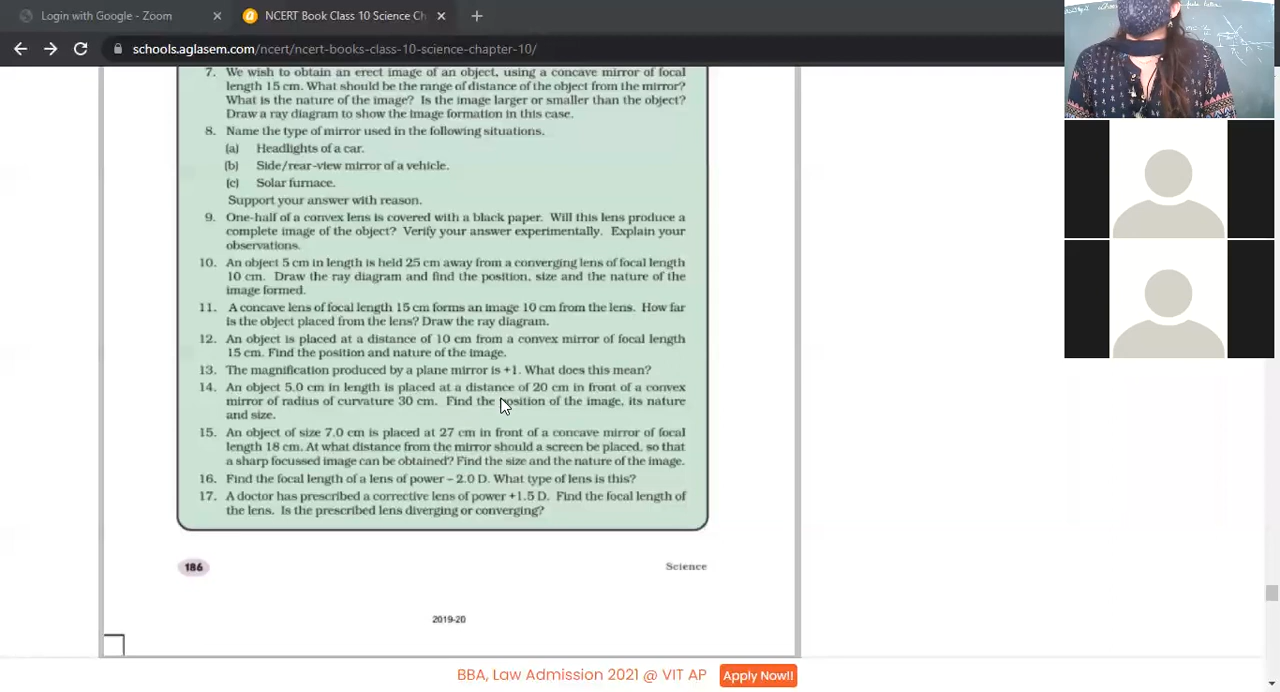 Login with Google - Zoom
NCERT Book Class 10 Science Ch
schools.aglasem.com/ncert/ncert-books-class-10-science-chapter-10/
7. We wish to obtain an erect image of an object, using a concave mirror of focal
length 15 cm. What should be the range of distance of the object from the mirror?
What is the nature of the image? Is the image larger or smaller than the object?
Draw a ray diagram to show the image formation in this case.
8. Name the type of mirror used in the following situations.
(a) Headlights of a car.
(b) Side/rear-view mirror of a vehicle.
(c) Solar furnace.
Support your answer with reason.
9. One-half of a convex lens is covered with a black paper. Will this lens produce a
complete image of the object? Verify your answer experimentally. Explain your
observations.
10. An object 5 cm in length is held 25 cm away from a converging lens of focal length
10 cm. Draw the ray diagram and find the position, size and the nature of the
image formed.
11. A concave lens of focal length 15 cm forms an image 10 cm from the lens. How far
is the object placed from the lens? Draw the ray diagram.
12. An object is placed at a distance of 10 cm from a convex mirror of focal length
15 cm. Find the position and nature of the image.
13. The magnification produced by a plane mirror is +1. What does this mean?
14. An object 5.0 cm in length is placed at a distance of 20 cm in front of a convex
mirror of radius of curvature 30 cm. Find the position of the image, its nature
and size.
15. An object of size 7.0 cm is placed at 27 cm in front of a concave mirror of focal
length 18 cm. At what distance from the mirror should a screen be placed, so that
a sharp focussed image can be obtained? Find the size and the nature of the image.
16. Find the focal length of a lens of power – 2.0 D. What type of lens is this?
17. A doctor has prescribed a corrective lens of power +1.5 D. Find the focal length of
the lens. Is the prescribed lens diverging or converging?
186
Science
2019-20
BBA, Law Admission 2021 @ VIT AP
Apply Now!!